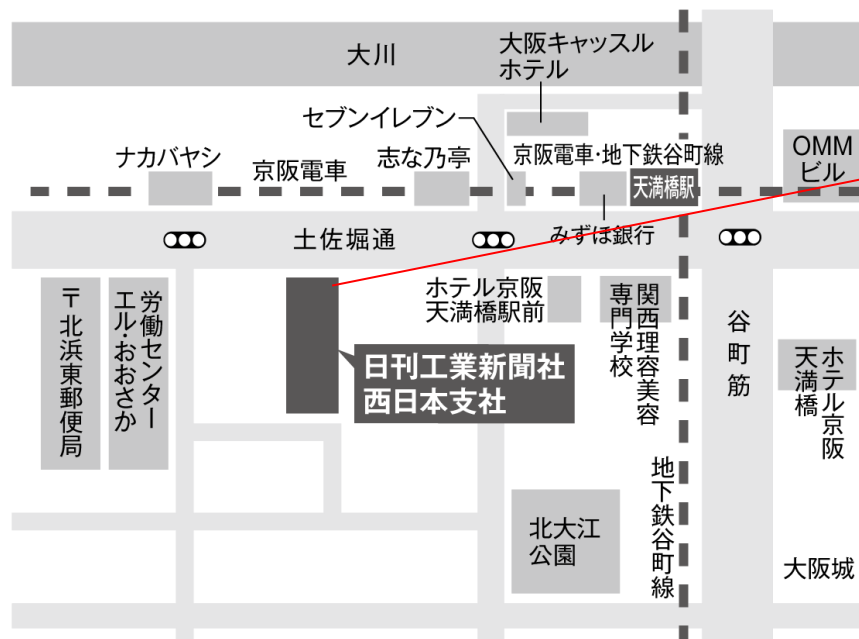 大川
大阪キャッスル
ホテル
セブンイレブン
ナカバヤシ
京阪電車
志な乃亭
京阪電車・地下鉄谷町線
天満橋駅
OMM
ビル
土佐堀通
みずほ銀行
〒北浜東郵便局
労働センター
エル・おおさか
ホテル京阪
天満橋駅前
関西理容美容
専門学校
谷町筋
日刊工業新聞社
西日本支社
ホテル京阪
天満橋
地下鉄谷町線
北大江
公園
大阪城